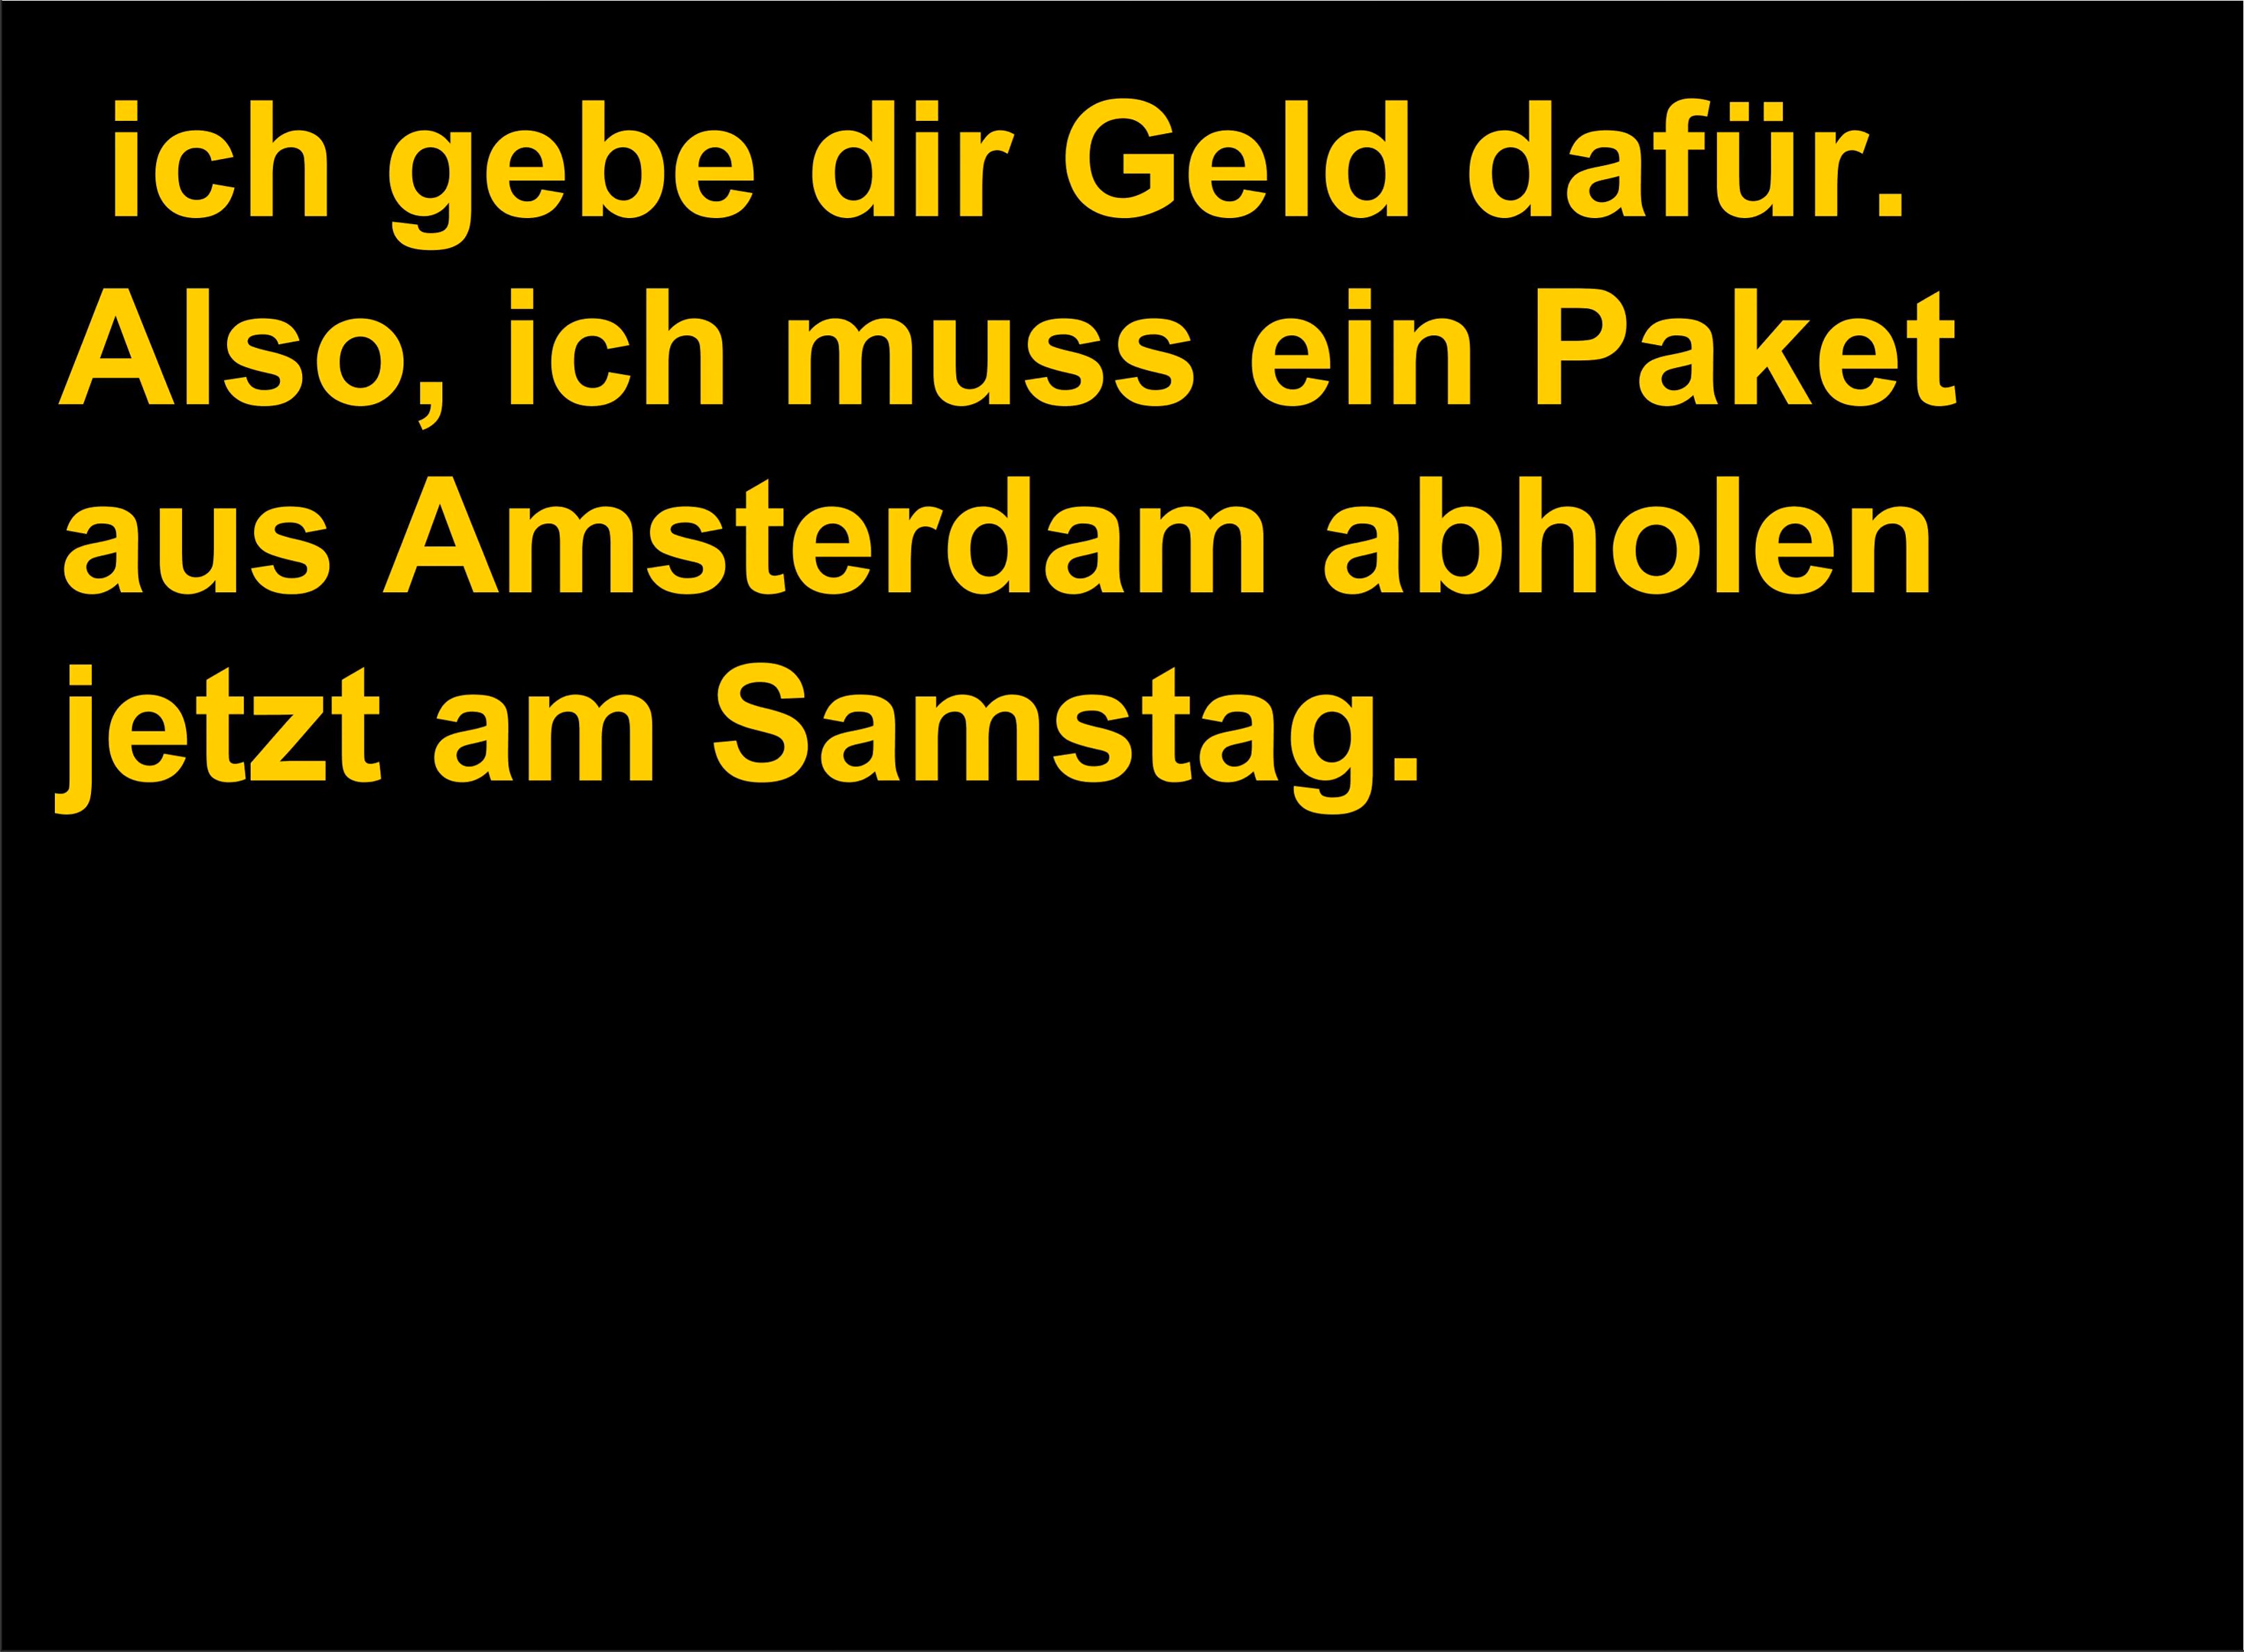 ich gebe dir Geld dafür.
Also, ich muss ein Paket
aus Amsterdam abholen
jetzt am Samstag.